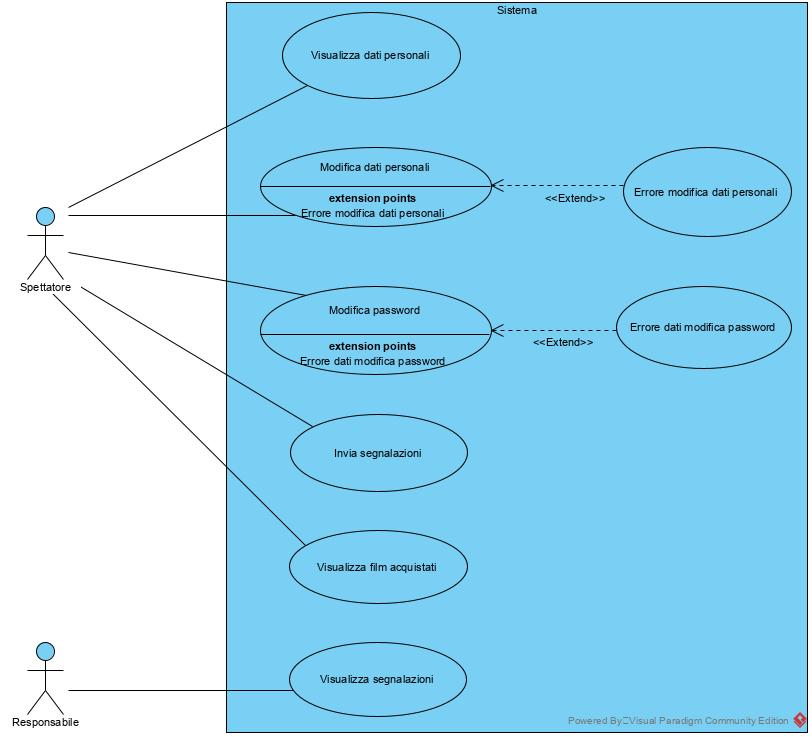 Sistema
Visualizza dati personali
Modifica dati personali
extension points
Errore modifica dati personali
<<Extend>>
Errore modifica dati personali
Spettatore
Modifica password
extension points
Errore dati modifica password
<<Extend>>
Errore dati modifica password
Invia segnalazioni
Visualizza film acquistati
Visualizza segnalazioni
Responsabile
Powered By Visual Paradigm Community Edition